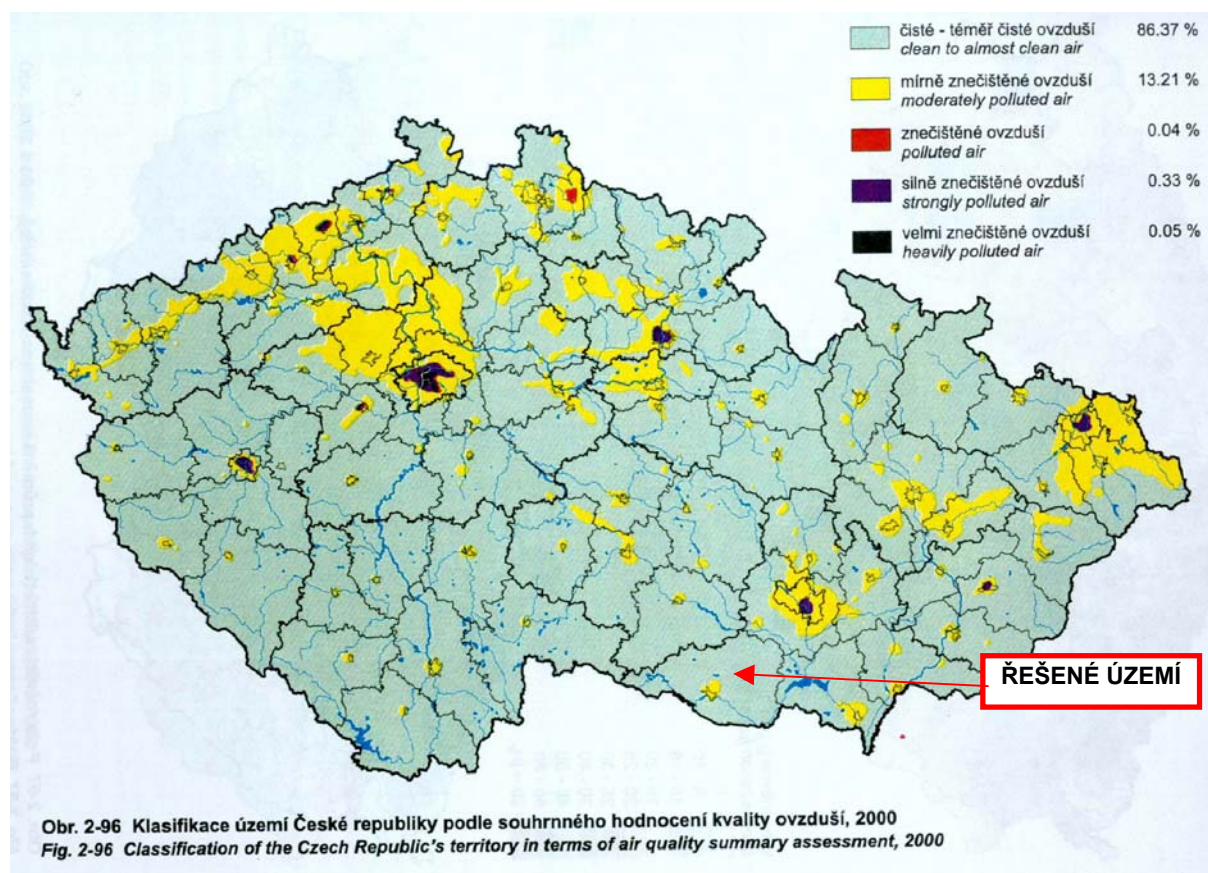 čisté - téměř čisté ovzduší 86.37 %
clean to almost clean air
mírně znečištěné ovzduší 13.21 %
moderately polluted air
znečištěné ovzduší 0.04 %
polluted air
silně znečištěné ovzduší 0.33 %
strongly polluted air
velmi znečištěné ovzduší 0.05 %
heavily polluted air
ŘEŠENÉ ÚZEMÍ
Obr. 2-96 Klasifikace území České republiky podle souhrnného hodnocení kvality ovzduší, 2000
Fig. 2-96 Classification of the Czech Republic's territory in terms of air quality summary assessment, 2000